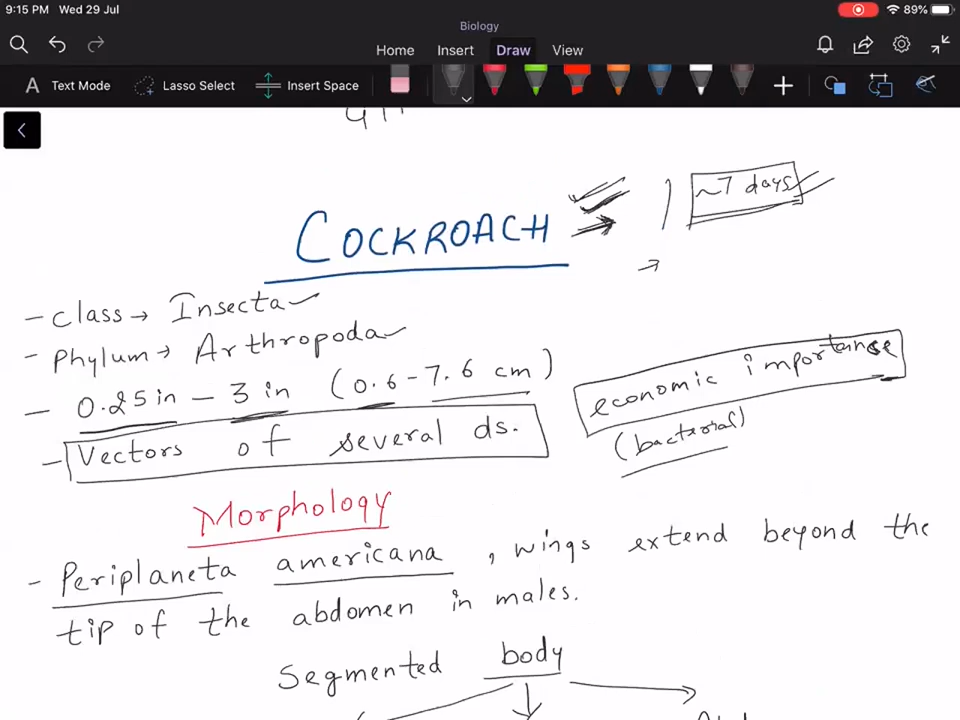 9:15 PM Wed 29 Jul
89%
Biology
Home Insert Draw View
A Text Mode Lasso Select Insert Space
COCKROACH
~7 days
- class → Insecta
- Phylum → Arthropoda
- 0.25in - 3 in (0.6 - 7.6 cm)
economic importance
(bacterial)
- Vectors of several ds.
Morphology
- Periplaneta americana, wings extend beyond the
tip of the abdomen in males.
Segmented body